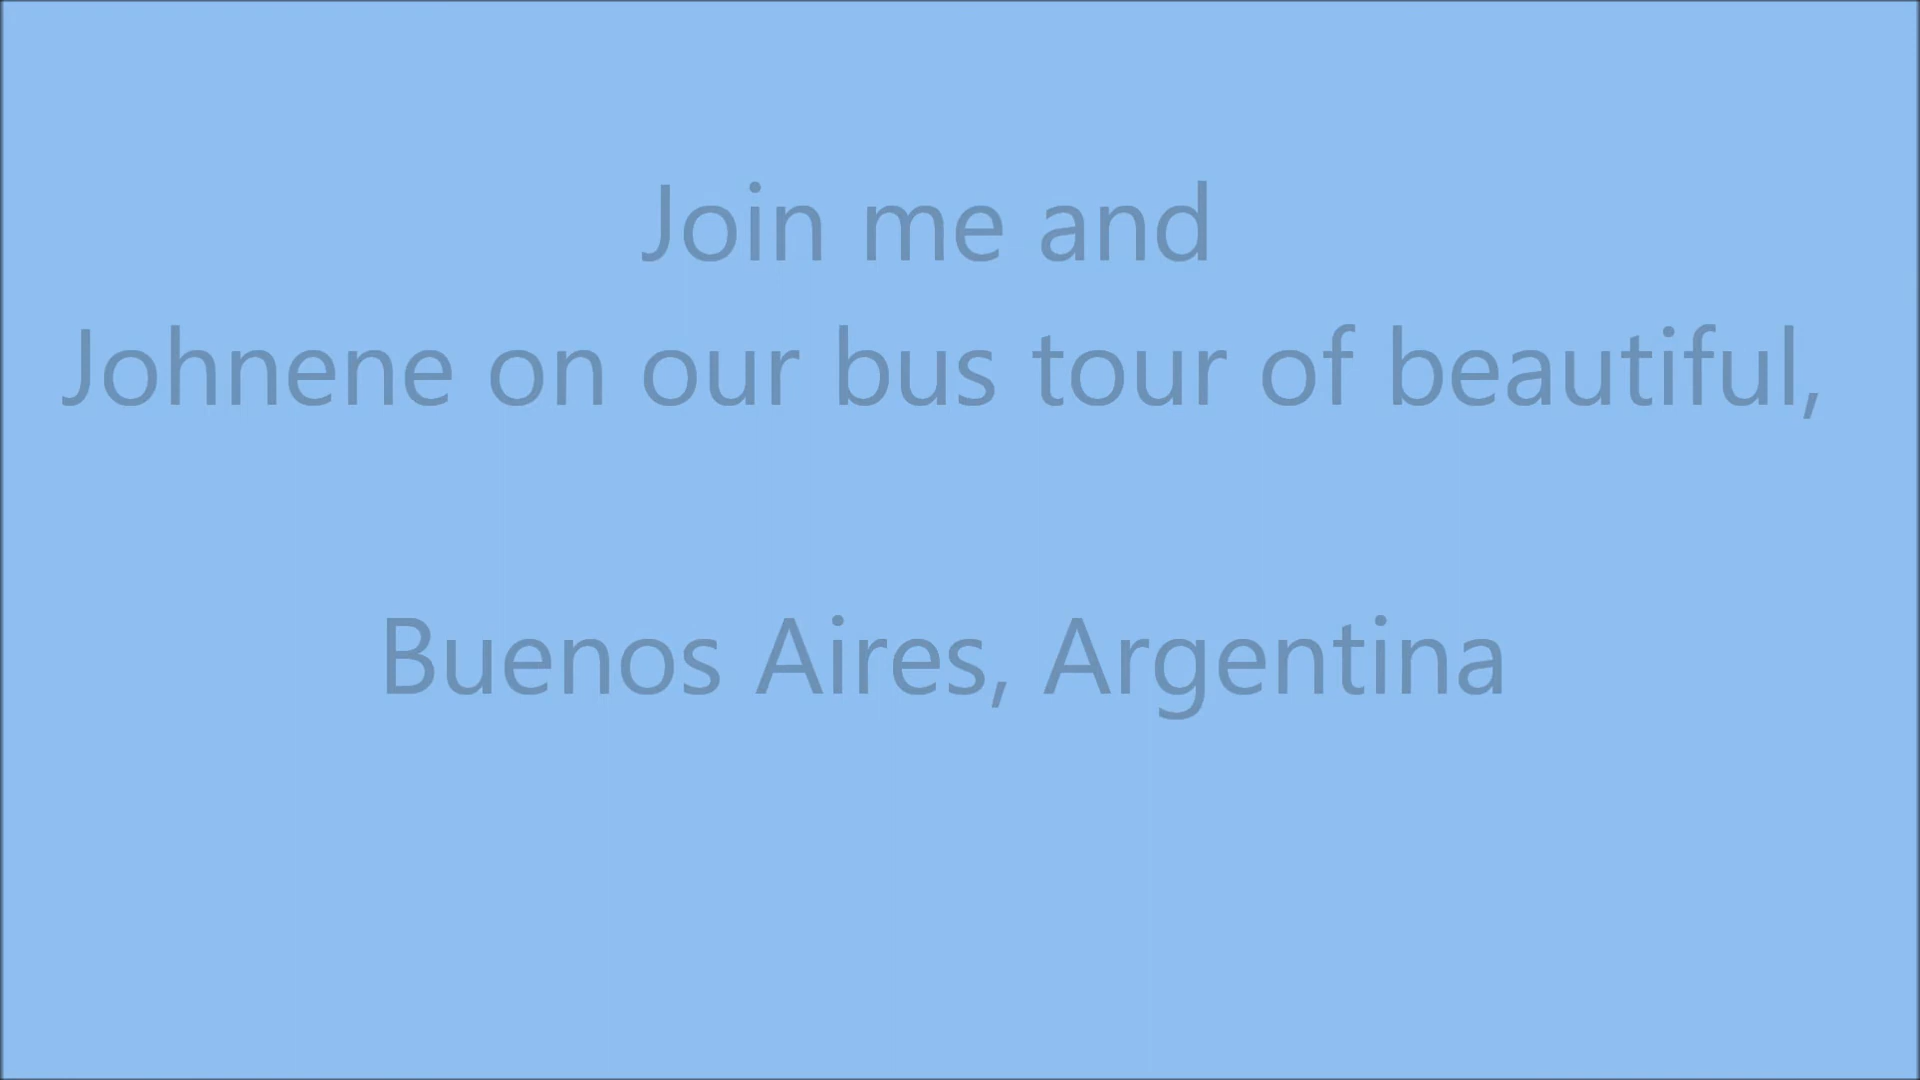 Join me and
Johnene on our bus tour of beautiful,
Buenos Aires, Argentina